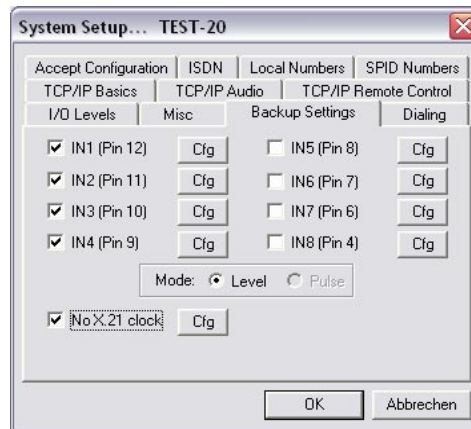 System Setup... TEST-20
Accept Configuration ISDN Local Numbers SPID Numbers
TCP/IP Basics TCP/IP Audio TCP/IP Remote Control
I/O Levels Misc Backup Settings Dialing
IN1 (Pin 12) Cfg IN5 (Pin 8) Cfg
IN2 (Pin 11) Cfg IN6 (Pin 7) Cfg
IN3 (Pin 10) Cfg IN7 (Pin 6) Cfg
IN4 (Pin 9) Cfg IN8 (Pin 4) Cfg
Mode: Level Pulse
No X.21 clock Cfg
OK Abbrechen